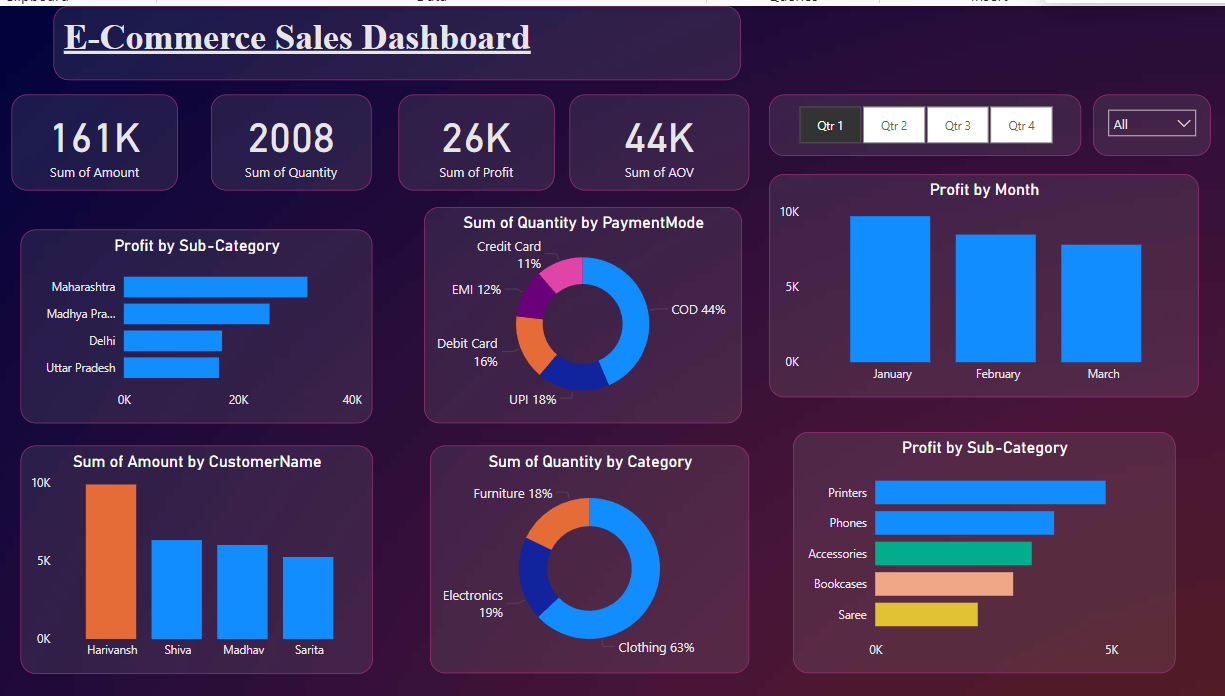 E-Commerce Sales Dashboard
161K
Sum of Amount
2008
Sum of Quantity
26K
Sum of Profit
44K
Sum of AOV
Qtr 1
Qtr 2
Qtr 3
Qtr 4
All
Profit by Sub-Category
Maharashtra
Madhya Pra...
Delhi
Uttar Pradesh
0K 20K 40K
Sum of Quantity by PaymentMode
Credit Card
11%
EMI 12%
COD 44%
Debit Card
16%
UPI 18%
Profit by Month
10K
5K
0K
January February March
Sum of Amount by CustomerName
10K
5K
0K
Harivansh Shiva Madhav Sarita
Sum of Quantity by Category
Furniture 18%
Electronics
19%
Clothing 63%
Profit by Sub-Category
Printers
Phones
Accessories
Bookcases
Saree
0K 5K